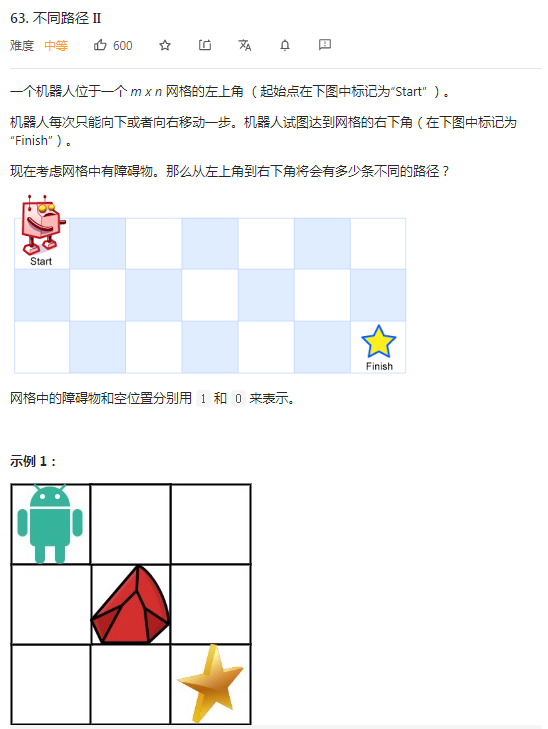 63. 不同路径 II
难度 中等 600
一个机器人位于一个 m x n 网格的左上角 （起始点在下图中标记为“Start” ）。
机器人每次只能向下或者向右移动一步。机器人试图达到网格的右下角（在下图中标记为
“Finish”）。
现在考虑网格中有障碍物。那么从左上角到右下角将会有多少条不同的路径？
Start
Finish
网格中的障碍物和空位置分别用 1 和 0 来表示。
示例 1：